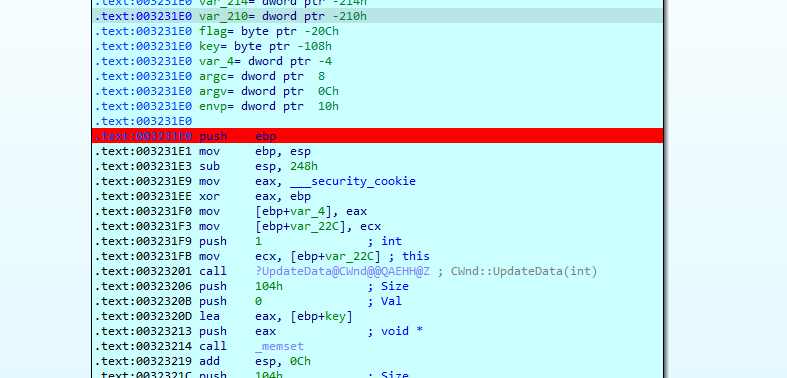 .text:003231E0 var_214= dword ptr -214h
.text:003231E0 var_210= dword ptr -210h
.text:003231E0 flag= byte ptr -20Ch
.text:003231E0 key= byte ptr -108h
.text:003231E0 var_4= dword ptr -4
.text:003231E0 argc= dword ptr  8
.text:003231E0 argv= dword ptr  0Ch
.text:003231E0 envp= dword ptr  10h
.text:003231E0
.text:003231E0 push    ebp
.text:003231E1 mov     ebp, esp
.text:003231E3 sub     esp, 248h
.text:003231E9 mov     eax, ___security_cookie
.text:003231EE xor     eax, ebp
.text:003231F0 mov     [ebp+var_4], eax
.text:003231F3 mov     [ebp+var_22C], ecx
.text:003231F9 push    1               ; int
.text:003231FB mov     ecx, [ebp+var_22C] ; this
.text:00323201 call    ?UpdateData@CWnd@@QAEHH@Z ; CWnd::UpdateData(int)
.text:00323206 push    104h            ; Size
.text:0032320B push    0               ; Val
.text:0032320D lea     eax, [ebp+key]
.text:00323213 push    eax             ; void *
.text:00323214 call    _memset
.text:00323219 add     esp, 0Ch
.text:0032321C push    104h            ; Size